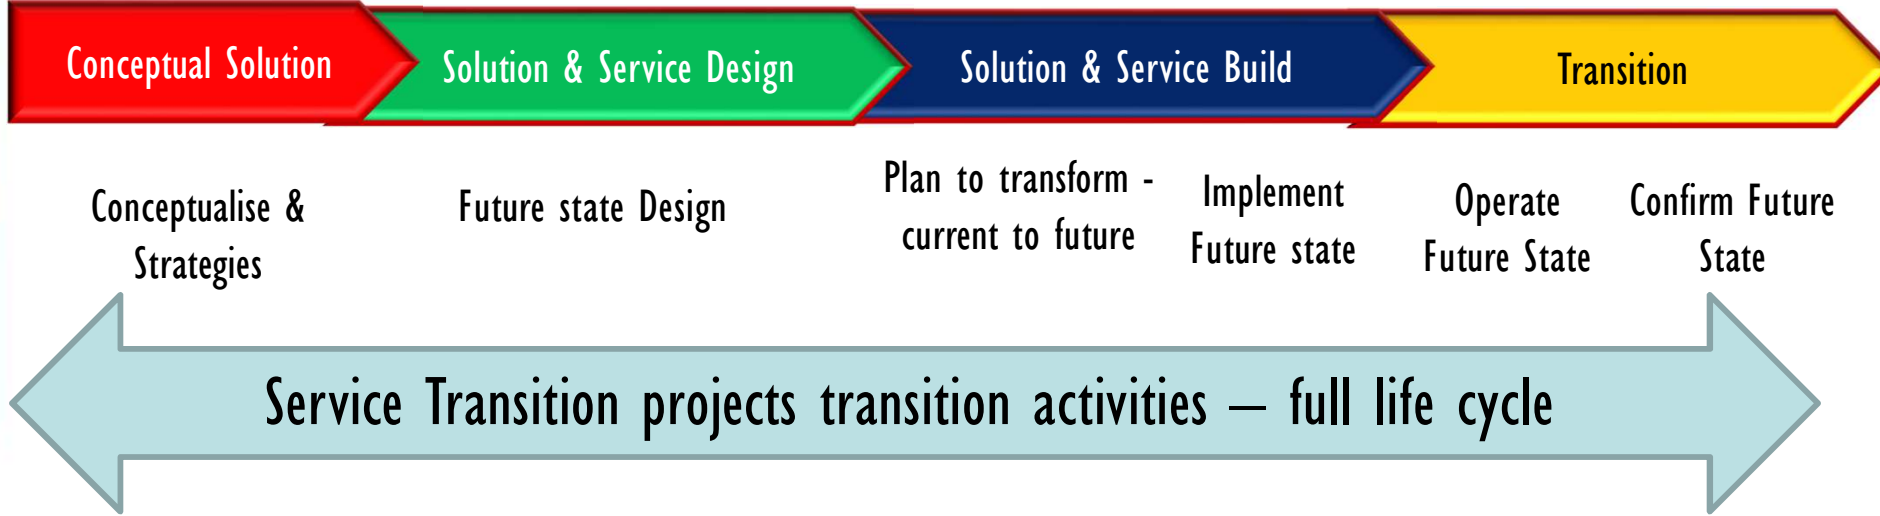 Conceptual Solution
Solution & Service Design
Solution & Service Build
Transition
Conceptualise &
Strategies
Future state Design
Plan to transform -
current to future
Implement
Future state
Operate
Future State
Confirm Future
State
Service Transition projects transition activities – full life cycle